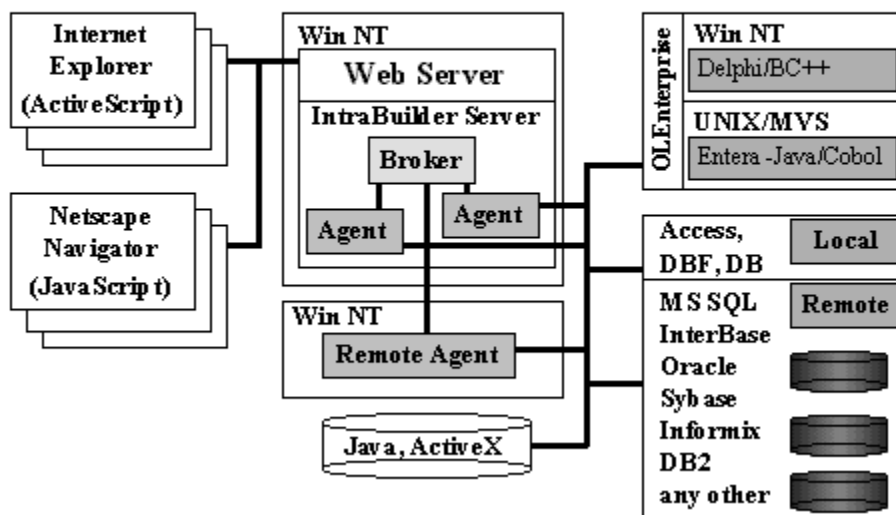 Internet
Explorer
(ActiveScript)
Netscape
Navigator
(JavaScript)
Win NT
Web Server
IntraBuilder Server
Broker
Agent
Agent
Win NT
Remote Agent
Java, ActiveX
OLEnterprise
Win NT
Delphi/BC++
UNIX/MVS
Entera -Java/Cobol
Access,
DBF, DB
Local
MS SQL
Remote
InterBase
Oracle
Sybase
Informix
DB2
any other